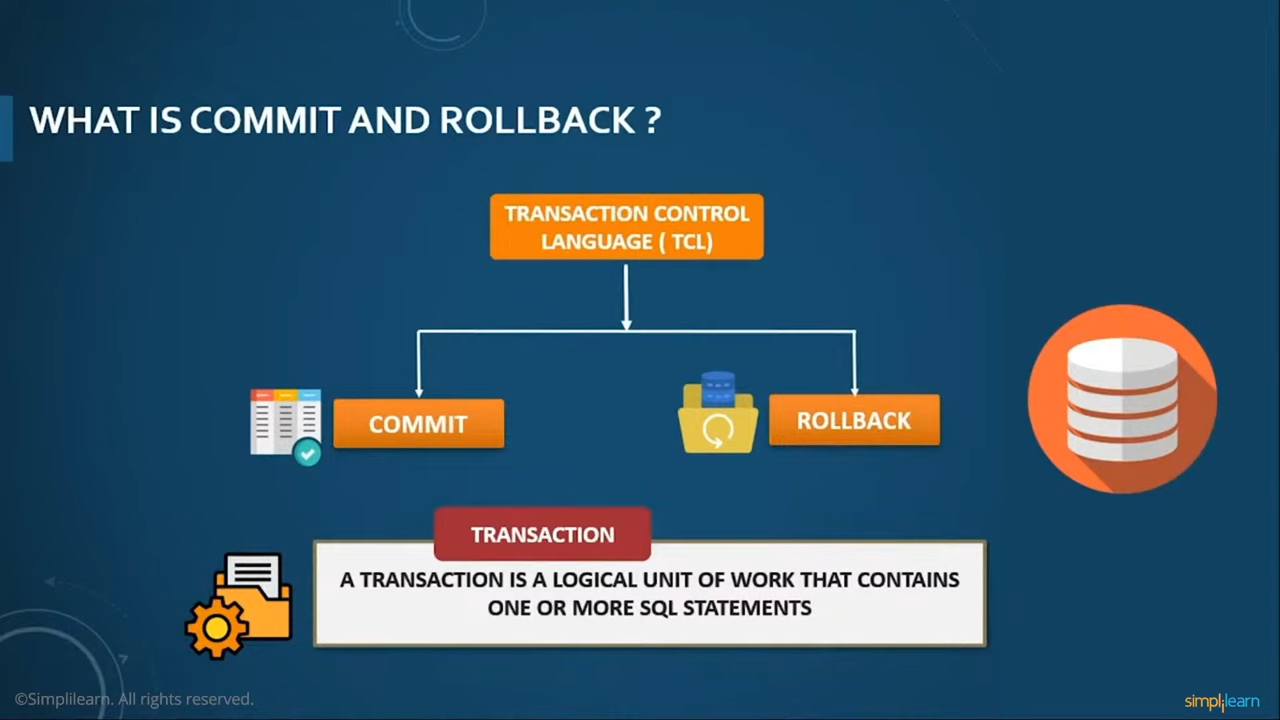 WHAT IS COMMIT AND ROLLBACK ?
TRANSACTION CONTROL
LANGUAGE ( TCL)
COMMIT
ROLLBACK
TRANSACTION
A TRANSACTION IS A LOGICAL UNIT OF WORK THAT CONTAINS
ONE OR MORE SQL STATEMENTS
©Simplilearn. All rights reserved.
simplilearn